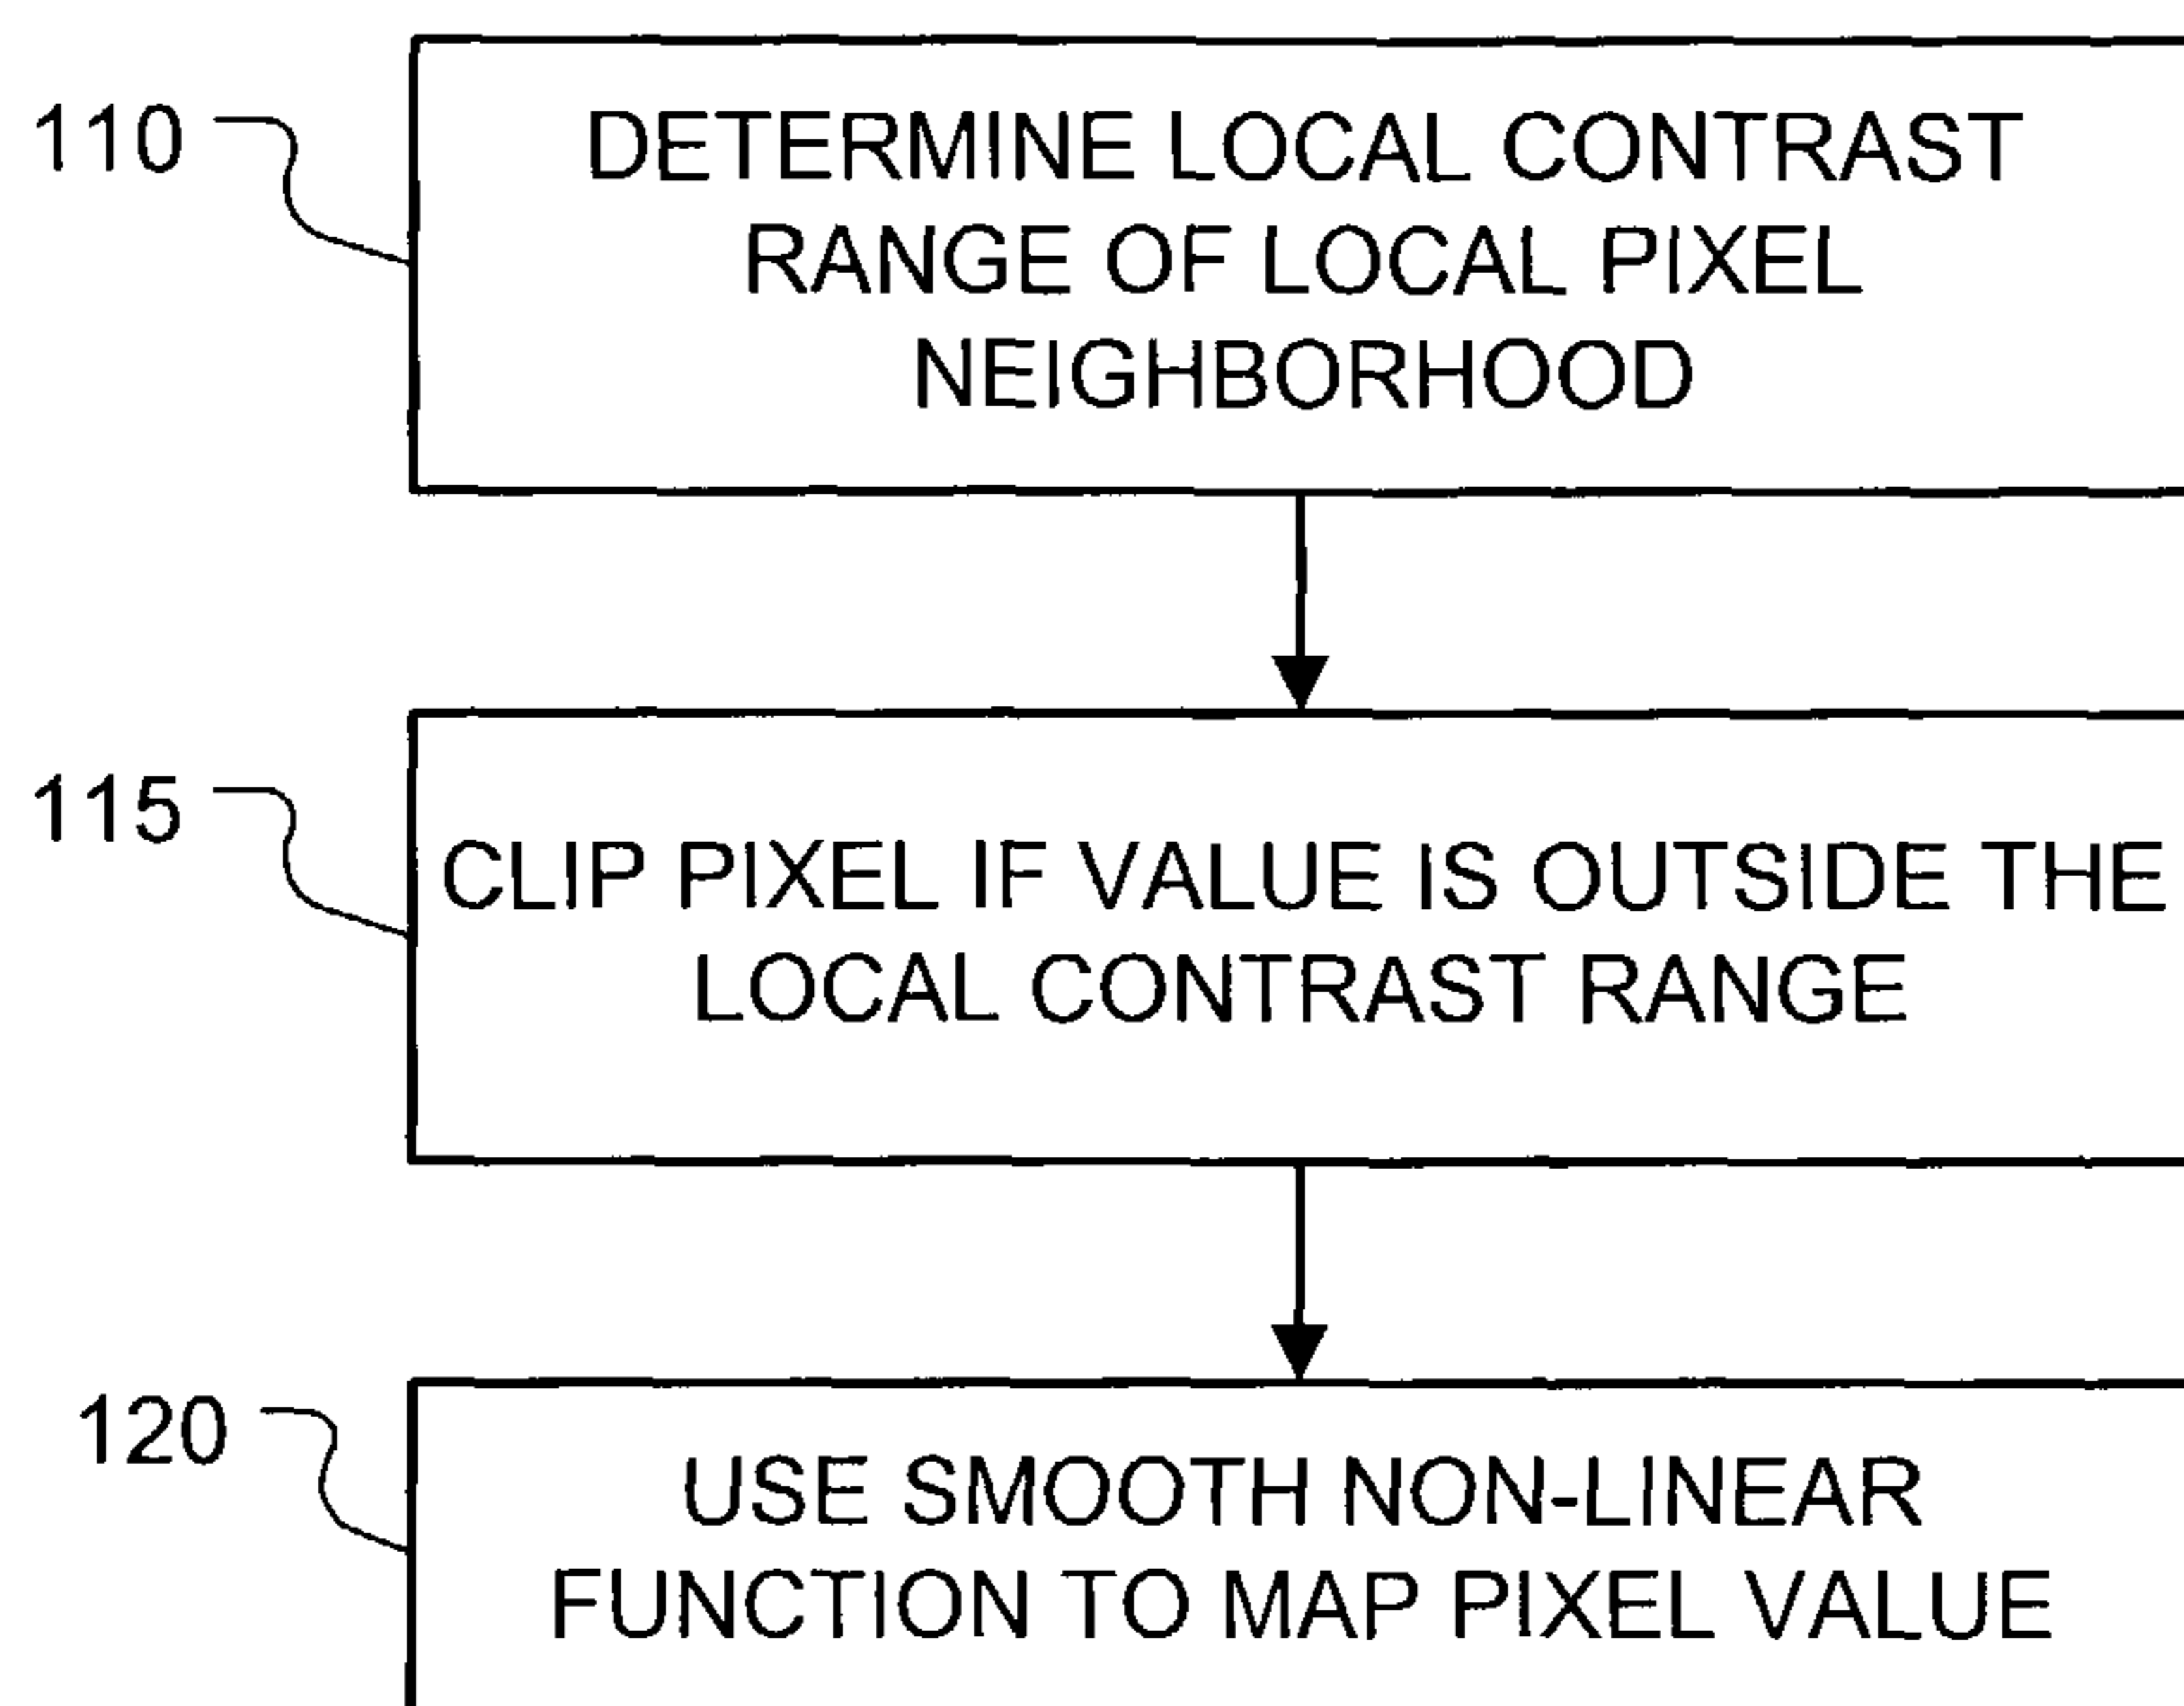 110
DETERMINE LOCAL CONTRAST
RANGE OF LOCAL PIXEL
NEIGHBORHOOD
115
CLIP PIXEL IF VALUE IS OUTSIDE THE
LOCAL CONTRAST RANGE
120
USE SMOOTH NON-LINEAR
FUNCTION TO MAP PIXEL VALUE